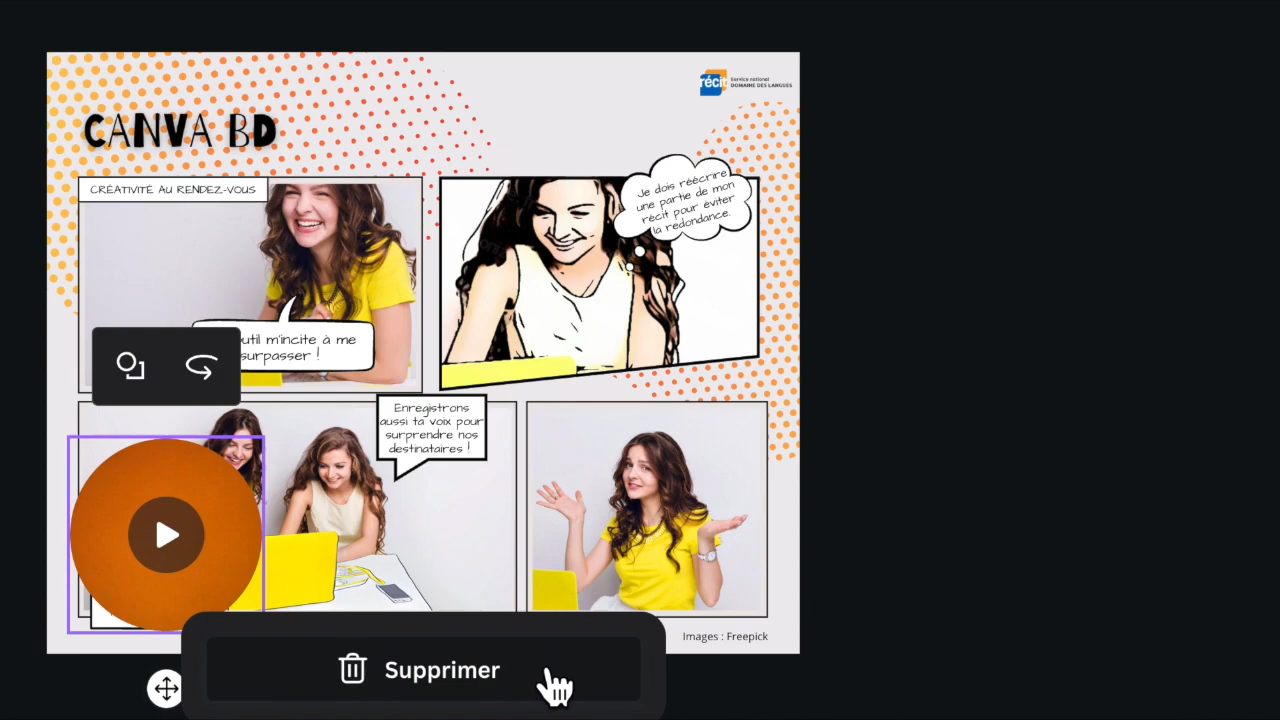 récit
Service national
DOMAINE DES LANGUES
CANVA BD
CRÉATIVITÉ AU RENDEZ-VOUS
Je dois réécrire
une partie de mon
récit pour éviter
la redondance.
m'incite à me
surpasser !
Enregistrons
aussi ta voix pour
surprendre nos
destinataires !
Images : Freepick
Supprimer